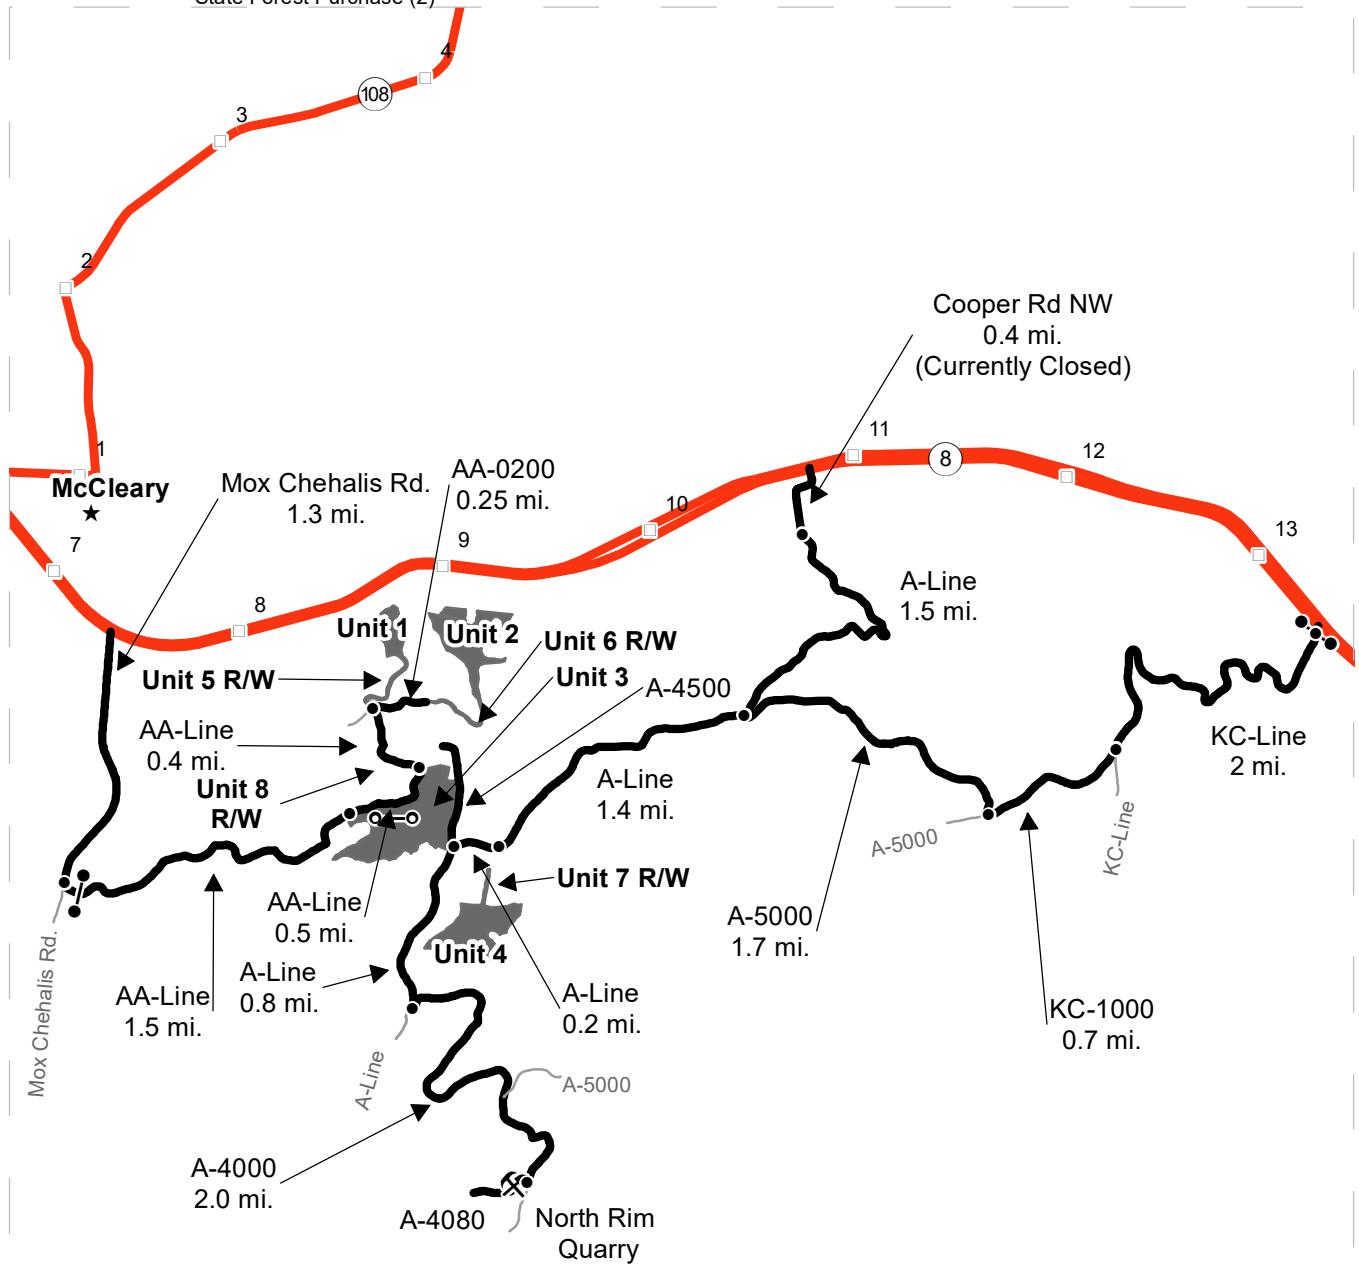 State Forest Purchase (2)
4
108
3
2
1
McCleary
7
Mox Chehalis Rd.
1.3 mi.
AA-0200
0.25 mi.
Cooper Rd NW
0.4 mi.
(Currently Closed)
8
9
10
11
8
12
13
Unit 1
Unit 2
Unit 6 R/W
Unit 3
Unit 5 R/W
A-4500
A-Line
1.5 mi.
AA-Line
0.4 mi.
Unit 8
R/W
A-Line
1.4 mi.
KC-Line
2 mi.
A-5000
KC-Line
Unit 7 R/W
AA-Line
0.5 mi.
Unit 4
A-5000
1.7 mi.
A-Line
0.8 mi.
AA-Line
1.5 mi.
A-Line
0.2 mi.
KC-1000
0.7 mi.
Mox Chehalis Rd.
A-Line
A-5000
A-4000
2.0 mi.
A-4080
North Rim
Quarry